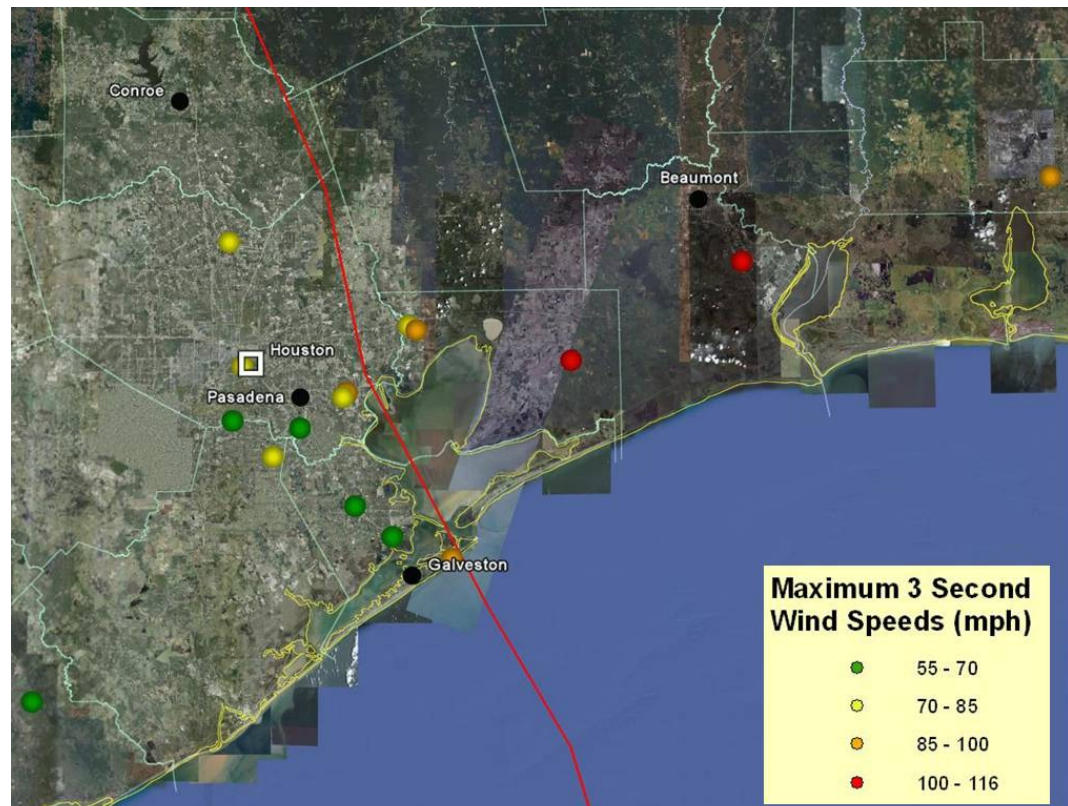 Conroe
Beaumont
Houston
Pasadena
Galveston
Maximum 3 Second
Wind Speeds (mph)
55 - 70
70 - 85
85 - 100
100 - 116